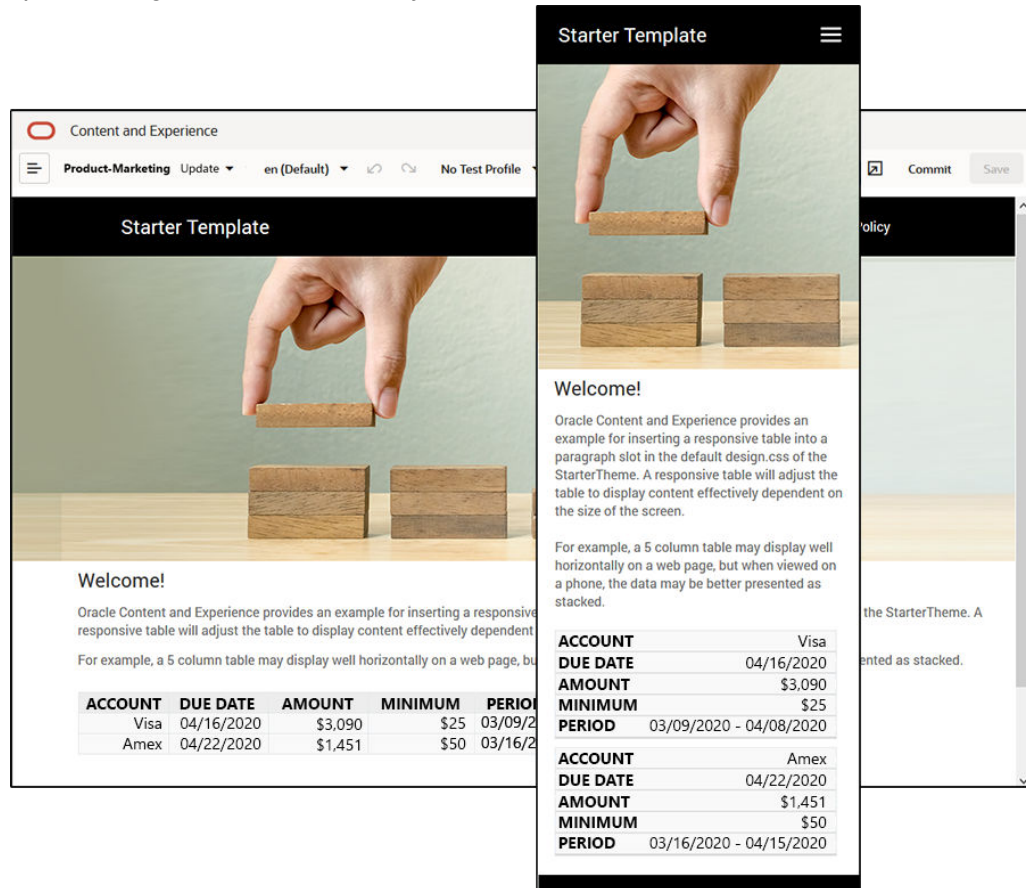 Starter Template
Content and Experience
Product-Marketing Update en (Default) No Test Profile Commit Save
Starter Template olicy
Welcome!
Oracle Content and Experience provides an example for inserting a responsive the StarterTheme. A
responsive table will adjust the table to display content effectively dependent
For example, a 5 column table may display well horizontally on a web page, bu ented as stacked.
ACCOUNT DUE DATE AMOUNT MINIMUM PERIO
Visa 04/16/2020 $3,090 $25 03/09/2
Amex 04/22/2020 $1,451 $50 03/16/2
Welcome!
Oracle Content and Experience provides an
example for inserting a responsive table into a
paragraph slot in the default design.css of the
StarterTheme. A responsive table will adjust the
table to display content effectively dependent on
the size of the screen.
For example, a 5 column table may display well
horizontally on a web page, but when viewed on
a phone, the data may be better presented as
stacked.
ACCOUNT Visa
DUE DATE 04/16/2020
AMOUNT $3,090
MINIMUM $25
PERIOD 03/09/2020 - 04/08/2020
ACCOUNT Amex
DUE DATE 04/22/2020
AMOUNT $1,451
MINIMUM $50
PERIOD 03/16/2020 - 04/15/2020